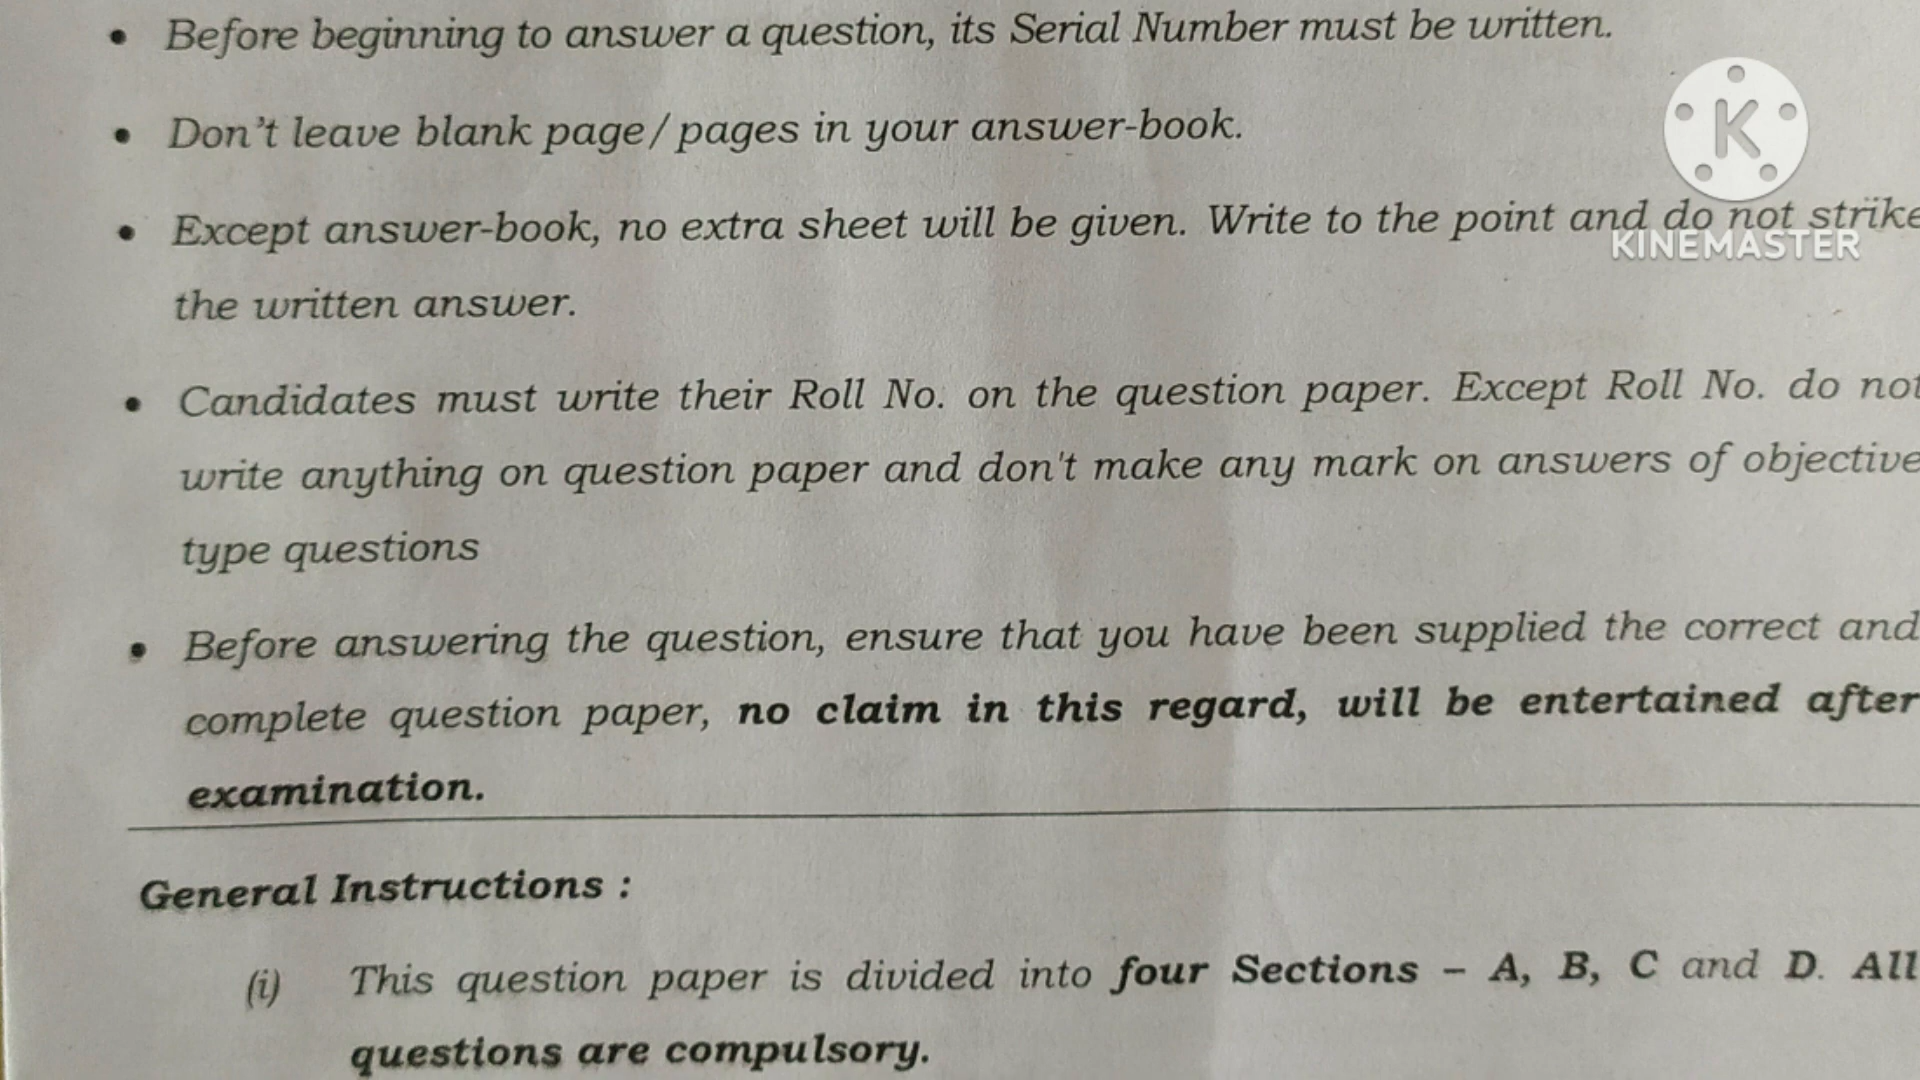 • Before beginning to answer a question, its Serial Number must be written.
• Don't leave blank page/pages in your answer-book.
• Except answer-book, no extra sheet will be given. Write to the point and do not strike
the written answer.
• Candidates must write their Roll No. on the question paper. Except Roll No. do not
write anything on question paper and don't make any mark on answers of objective
type questions
• Before answering the question, ensure that you have been supplied the correct and
complete question paper, no claim in this regard, will be entertained after
examination.
General Instructions :
(i) This question paper is divided into four Sections – A, B, C and D. All
questions are compulsory.
K
KINEMASTER